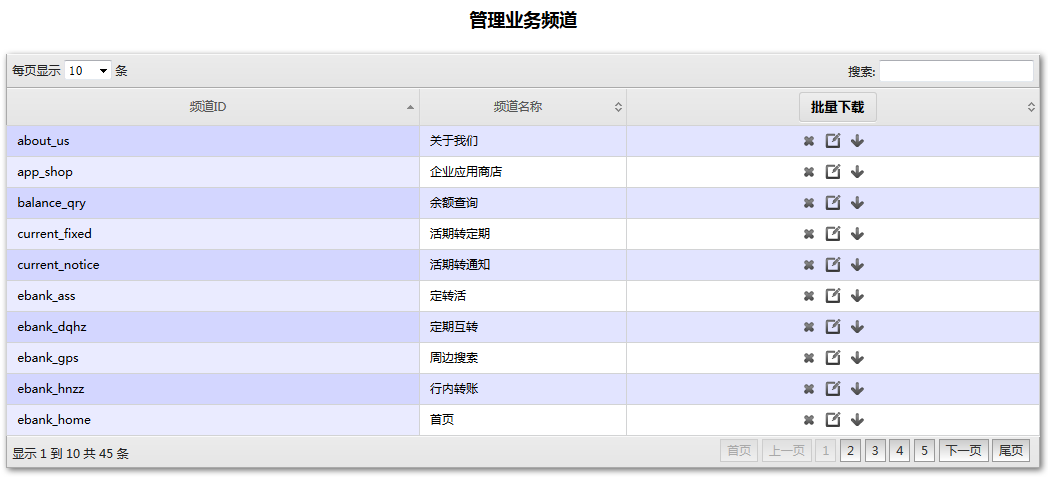 管理业务频道
每页显示 10 条 搜索:
频道ID 频道名称 批量下载
about_us 关于我们
app_shop 企业应用商店
balance_qry 余额查询
current_fixed 活期转定期
current_notice 活期转通知
ebank_ass 定转活
ebank_dqhz 定期互转
ebank_gps 周边搜索
ebank_hnzz 行内转账
ebank_home 首页
显示 1 到 10 共 45 条 首页 上一页 1 2 3 4 5 下一页 尾页